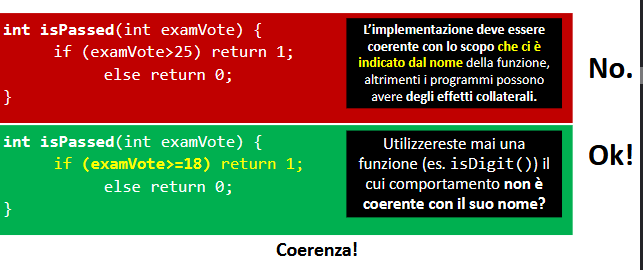 int isPassed(int examVote) {
if (examVote>25) return 1;
else return 0;
}
L'implementazione deve essere
coerente con lo scopo che ci è
indicato dal nome della funzione,
altrimenti i programmi possono
avere degli effetti collaterali.
No.
int isPassed(int examVote) {
if (examVote>=18) return 1;
else return 0;
}
Utilizzereste mai una
funzione (es. isDigit()) il
cui comportamento non è
coerente con il suo nome?
Ok!
Coerenza!